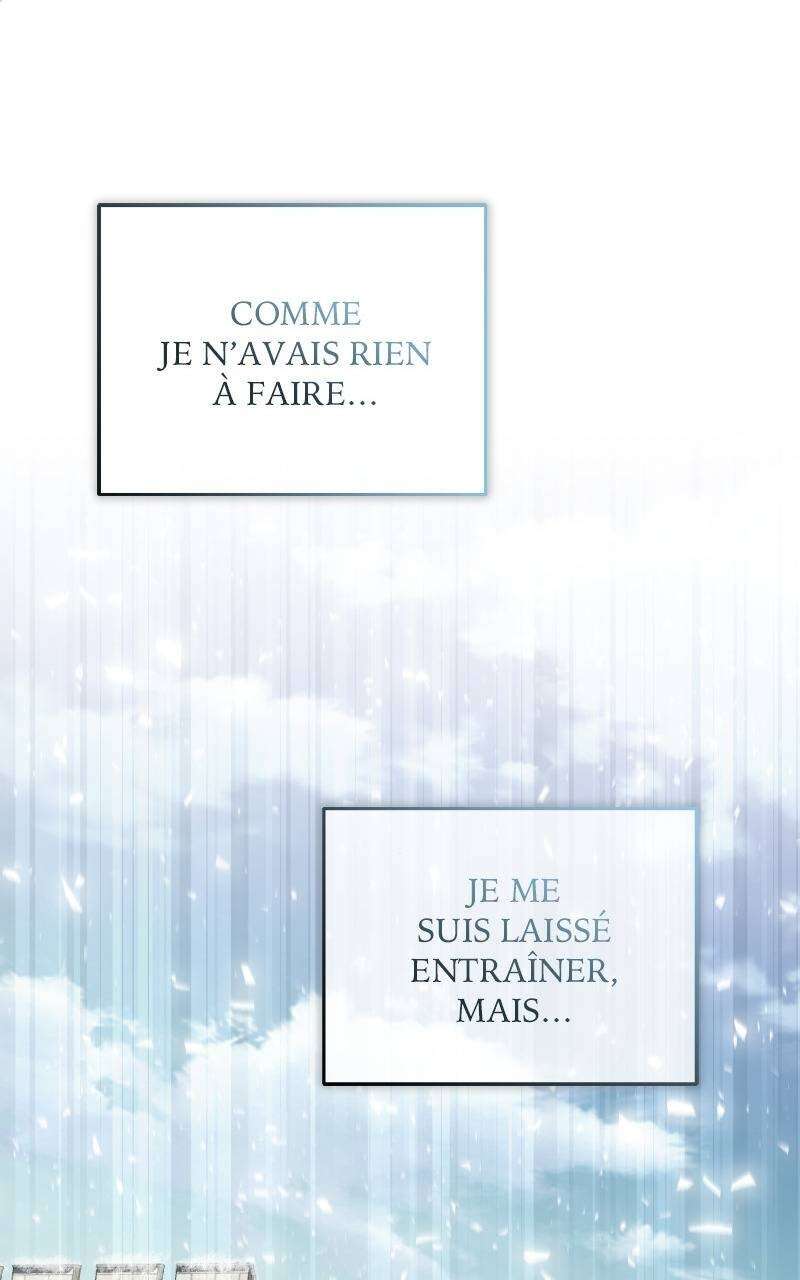 COMME
JE N'AVAIS RIEN
À FAIRE...
JE ME
SUIS LAISSÉ
ENTRAÎNER,
MAIS...